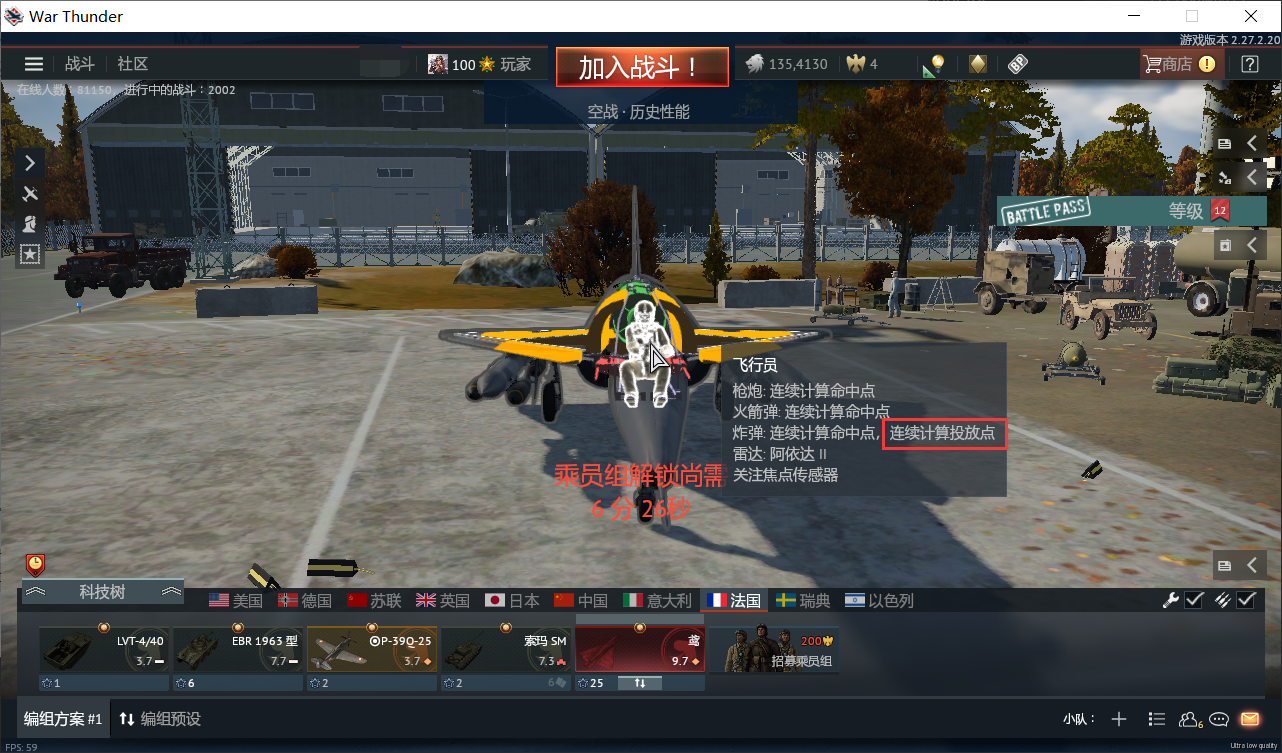 War Thunder
游戏版本 2.27.2.20
战斗
社区
100 玩家
加入战斗！
135,4130
4
BP
商店
在线人数：81150，进行中的战斗：2002
空战 · 历史性能
BATTLE PASS
等级 12
飞行员
枪炮: 连续计算命中点
火箭弹: 连续计算命中点
炸弹: 连续计算命中点, 连续计算投放点
雷达: 阿依达 II
关注焦点传感器
乘员组解锁尚需
6 分 26秒
科技树
美国 德国 苏联 英国 日本 中国 意大利 法国 瑞典 以色列
LVT-4/40
3.7
1
EBR 1963 型
7.7
6
P-39Q-25
3.7
2
索玛 SM
7.3
2
6
鸢
9.7
25
200
招募乘员组
编组方案 #1
编组预设
小队：
6
FPS: 59
Ultra low quality